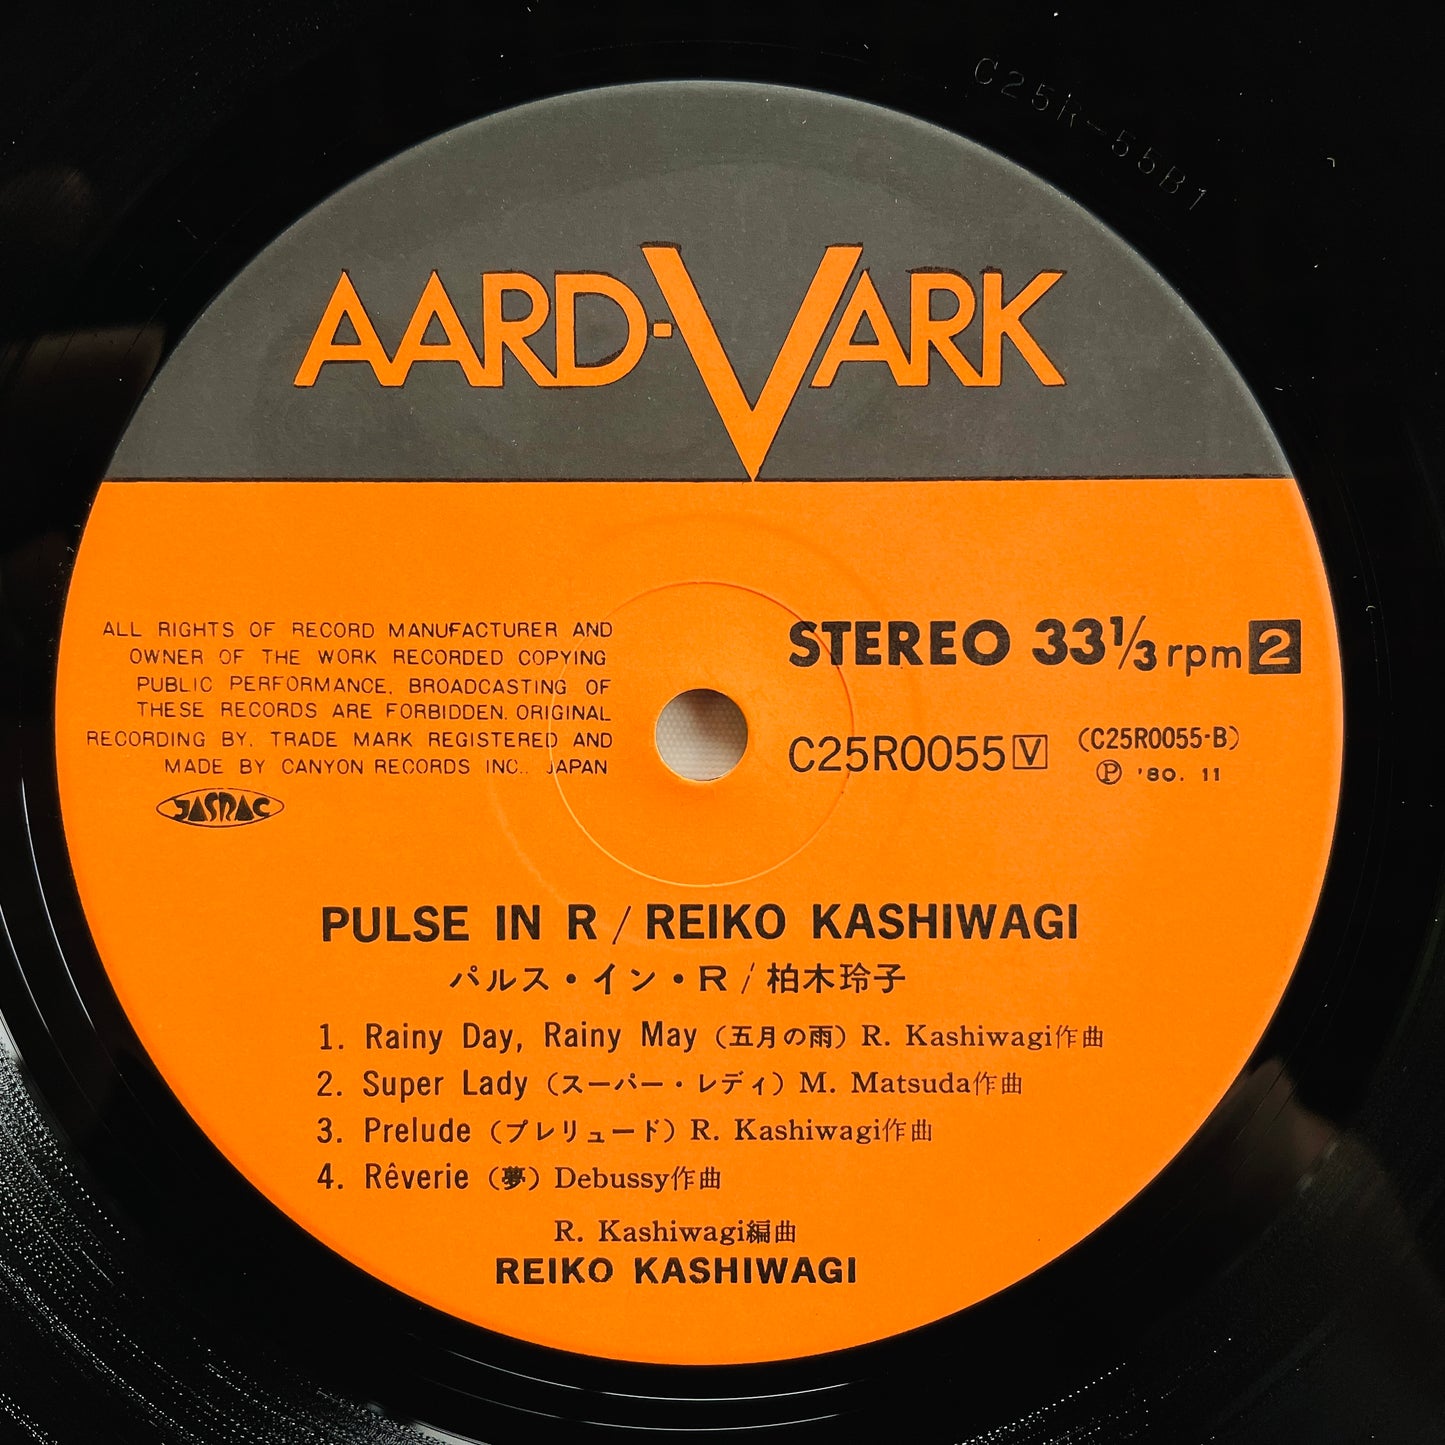 C25R-55B1
AARD-VARK
ALL RIGHTS OF RECORD MANUFACTURER AND
OWNER OF THE WORK RECORDED COPYING
PUBLIC PERFORMANCE, BROADCASTING OF
THESE RECORDS ARE FORBIDDEN. ORIGINAL
RECORDING BY, TRADE MARK REGISTERED AND
MADE BY CANYON RECORDS INC., JAPAN
JASRAC
STEREO 33⅓ rpm 2
C25R0055 V (C25R0055-B)
Ⓟ '80. 11
PULSE IN R / REIKO KASHIWAGI
パルス・イン・R / 柏木玲子
1. Rainy Day, Rainy May（五月の雨）R. Kashiwagi作曲
2. Super Lady（スーパー・レディ）M. Matsuda作曲
3. Prelude（プレリュード）R. Kashiwagi作曲
4. Rêverie（夢）Debussy作曲
R. Kashiwagi編曲
REIKO KASHIWAGI